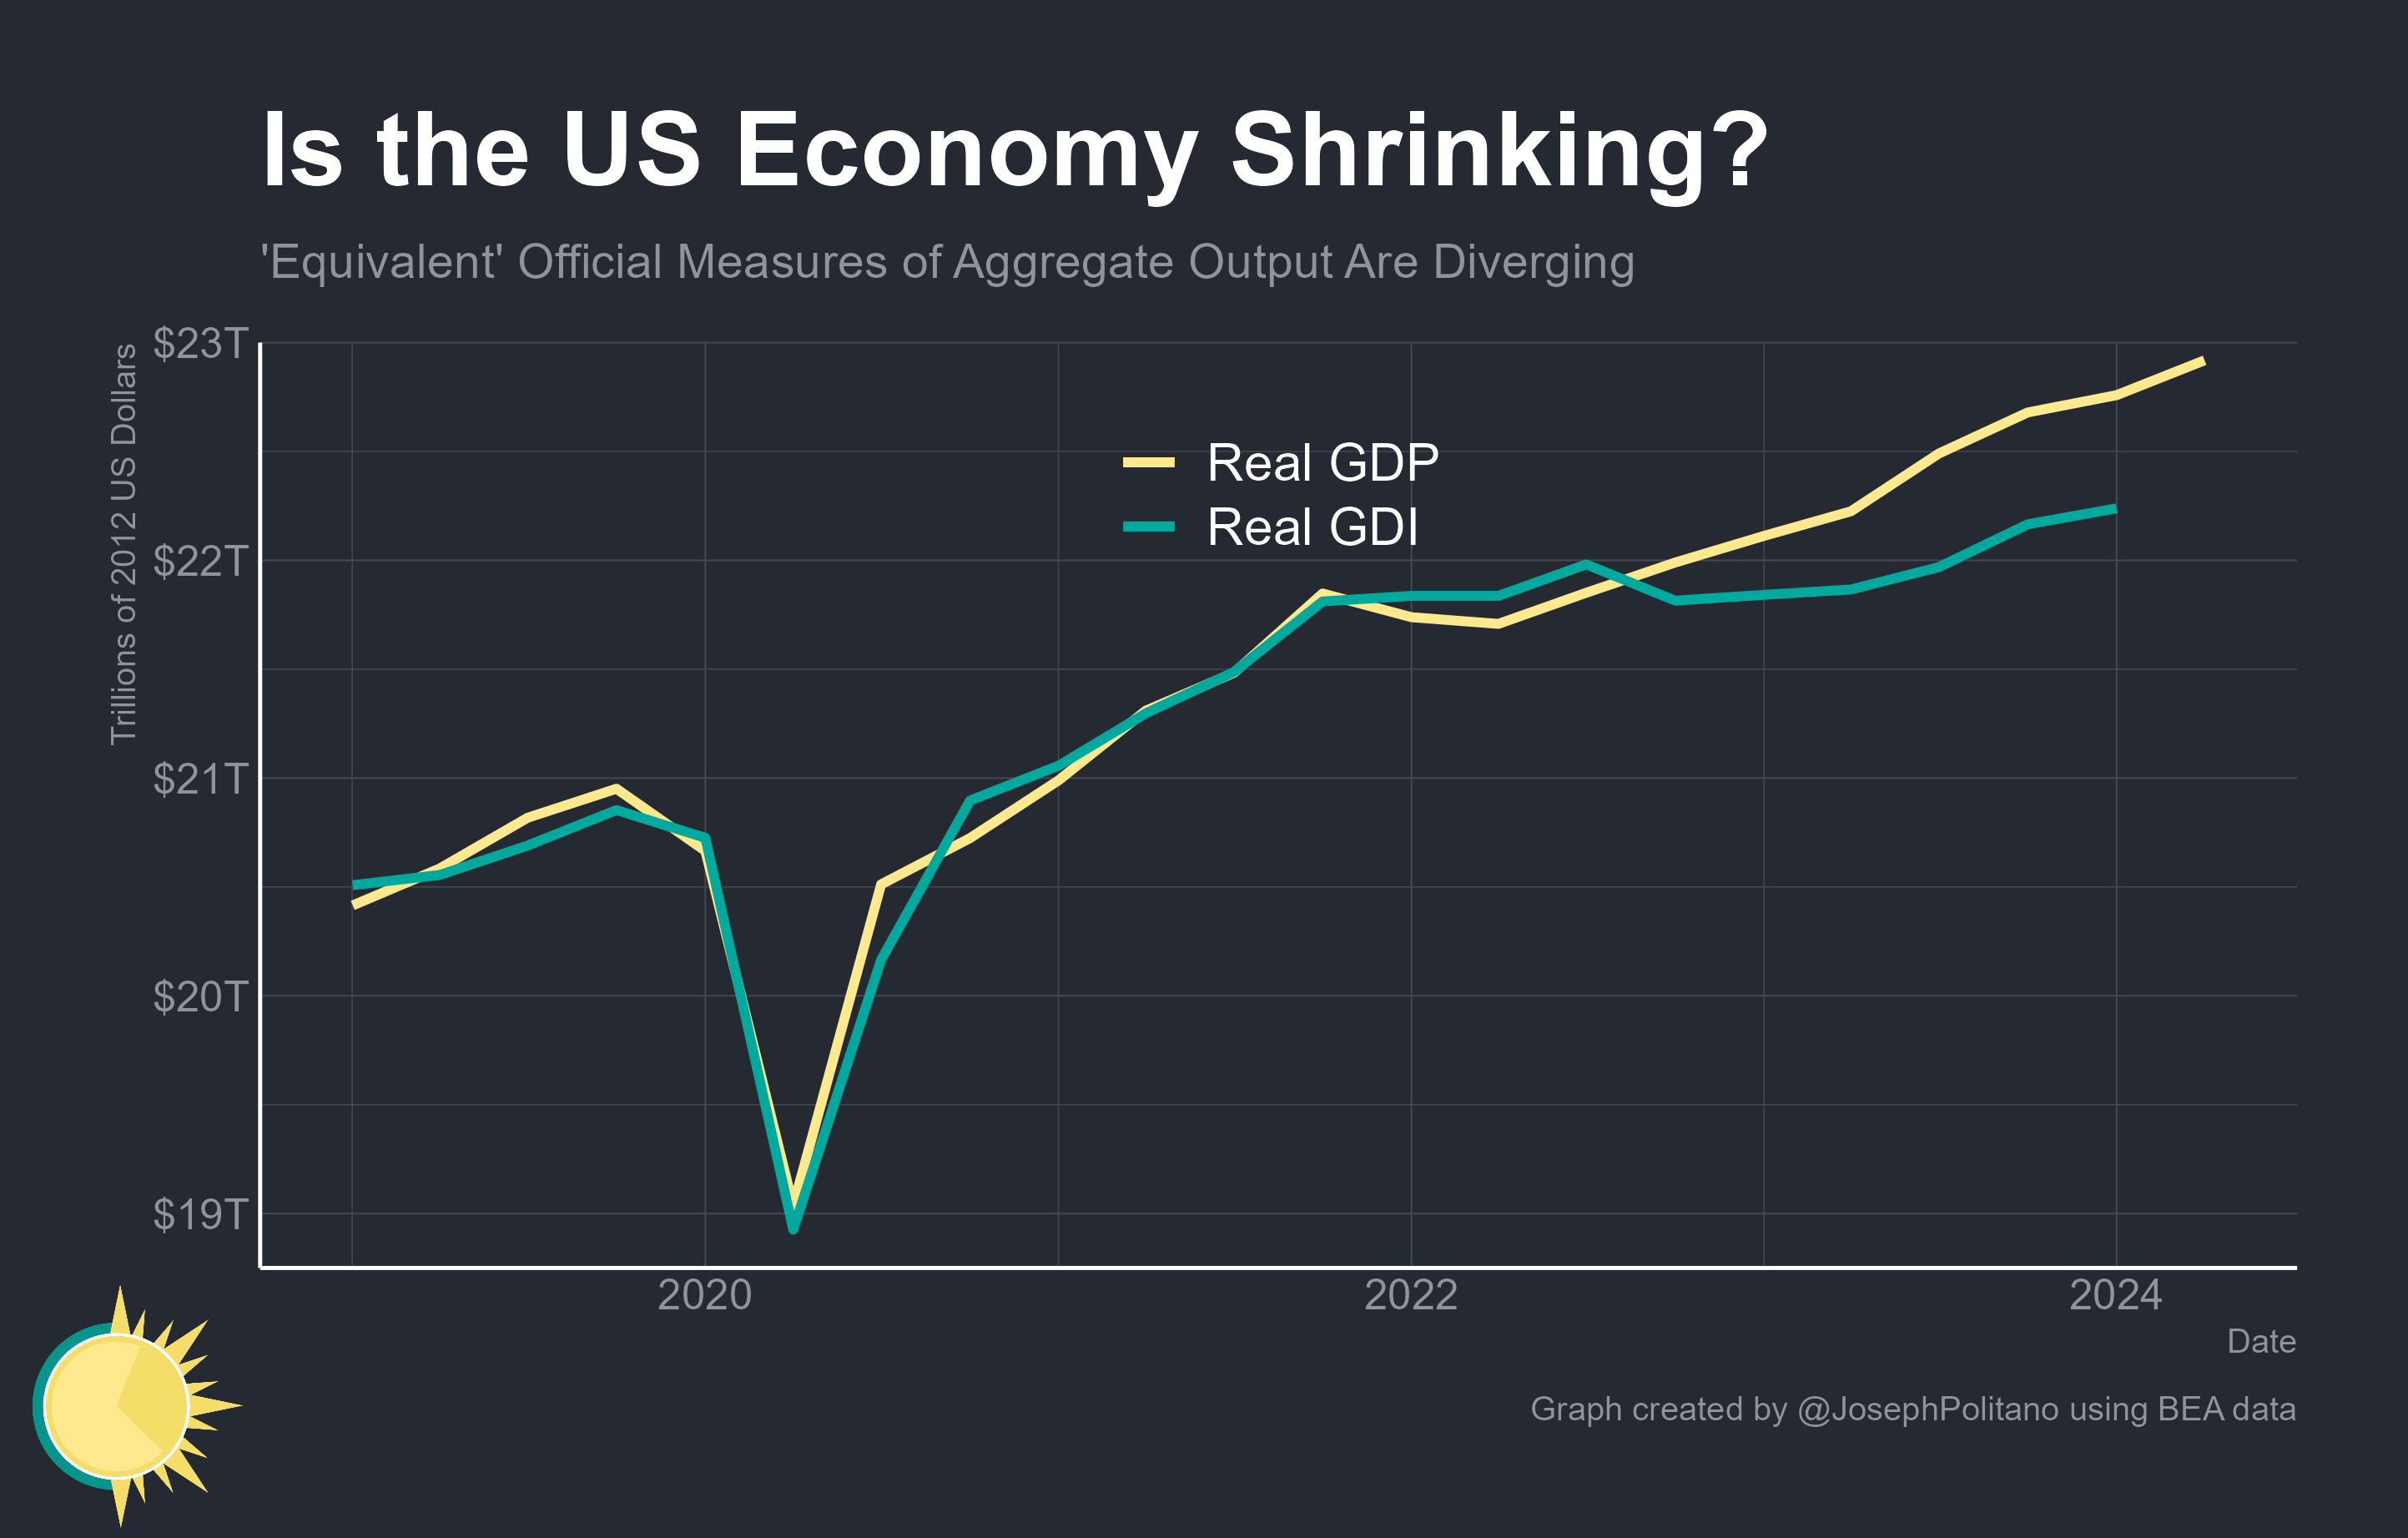 Is the US Economy Shrinking?
'Equivalent' Official Measures of Aggregate Output Are Diverging
Trillions of 2012 US Dollars
$23T
$22T
$21T
$20T
$19T
Real GDP
Real GDI
2020
2022
2024
Date
Graph created by @JosephPolitano using BEA data